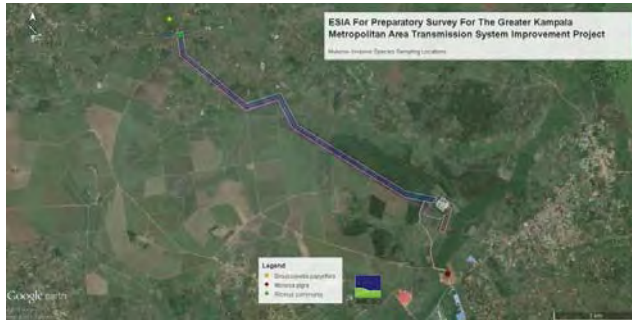 ESIA For Preparatory Survey For The Greater Kampala
Metropolitan Area Transmission System Improvement Project
Invasive Species Sampling Locations
Legend
Broussonetia papyrifera
Mimosa pigra
Ricinus communis
Google earth